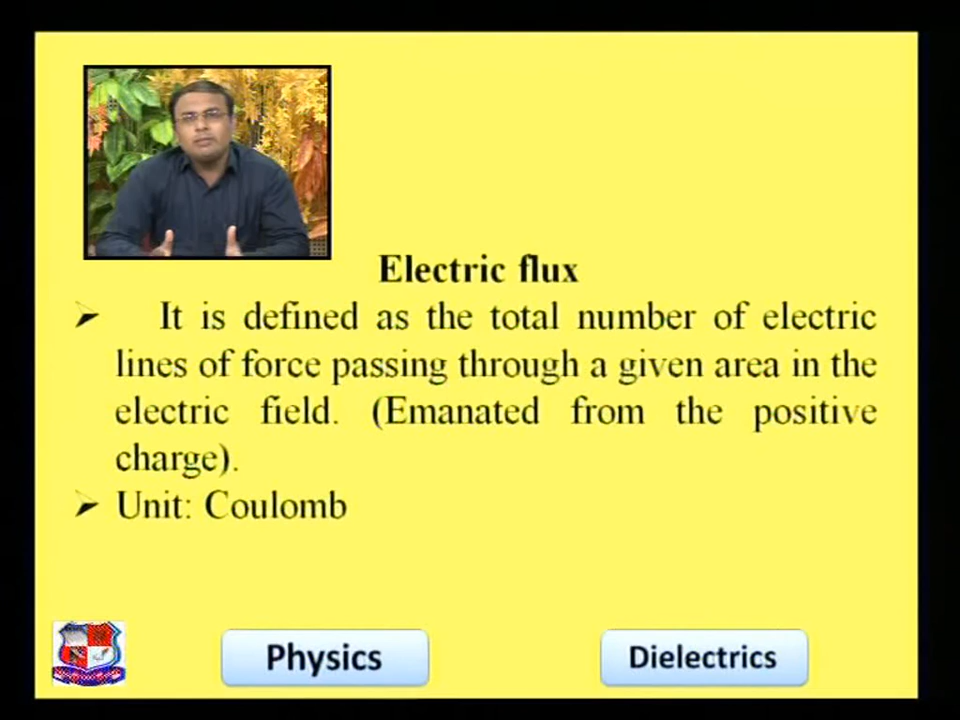 Electric flux
➢ It is defined as the total number of electric
lines of force passing through a given area in the
electric field. (Emanated from the positive
charge).
➢ Unit: Coulomb
Physics
Dielectrics